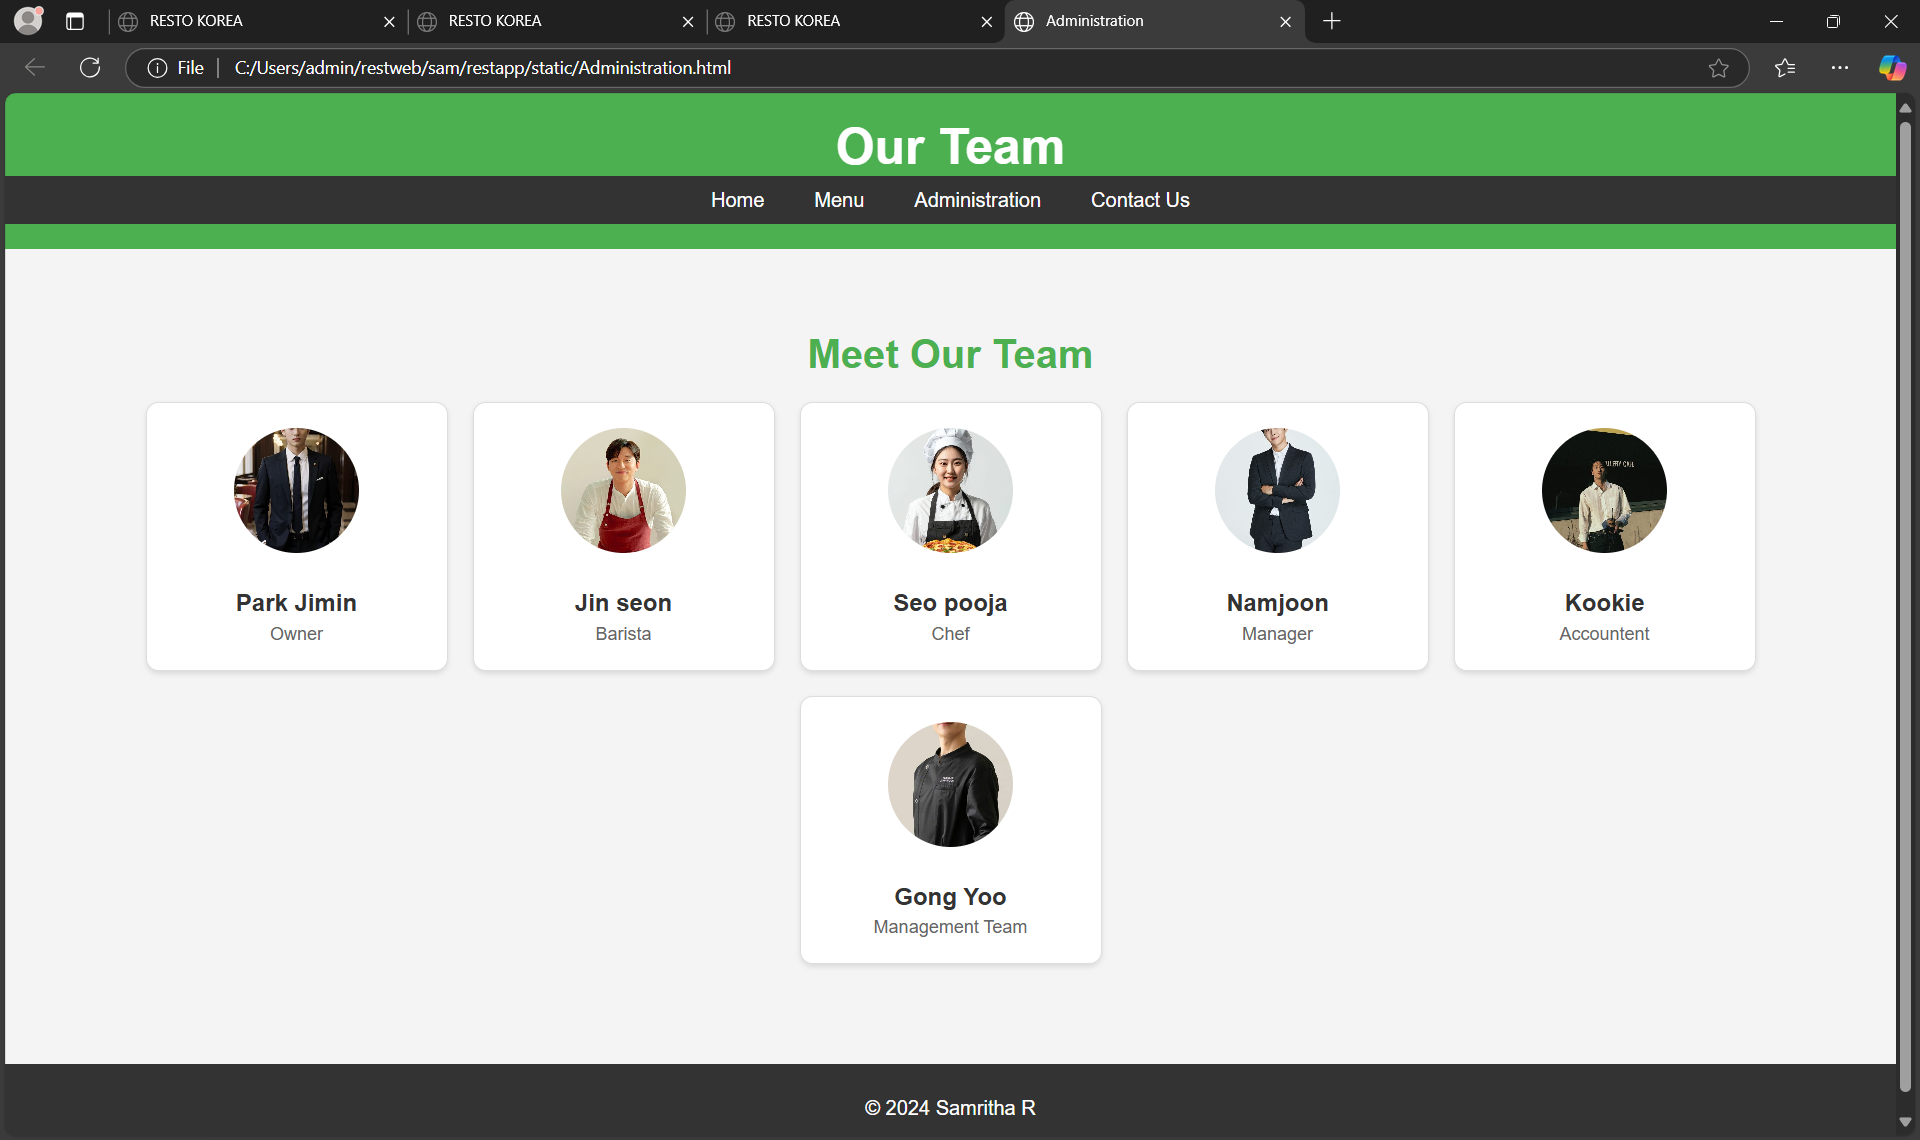 RESTO KOREA
RESTO KOREA
RESTO KOREA
Administration
File
C:/Users/admin/restweb/sam/restapp/static/Administration.html
Our Team
Home Menu Administration Contact Us
Meet Our Team
Park Jimin
Owner
Jin seon
Barista
Seo pooja
Chef
Namjoon
Manager
Kookie
Accountent
Gong Yoo
Management Team
© 2024 Samritha R